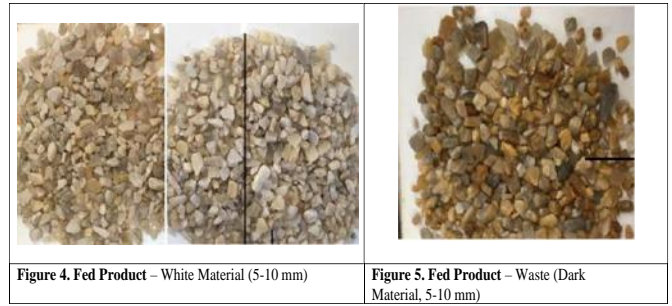 Figure 4. Fed Product – White Material (5-10 mm)
Figure 5. Fed Product – Waste (Dark
Material, 5-10 mm)